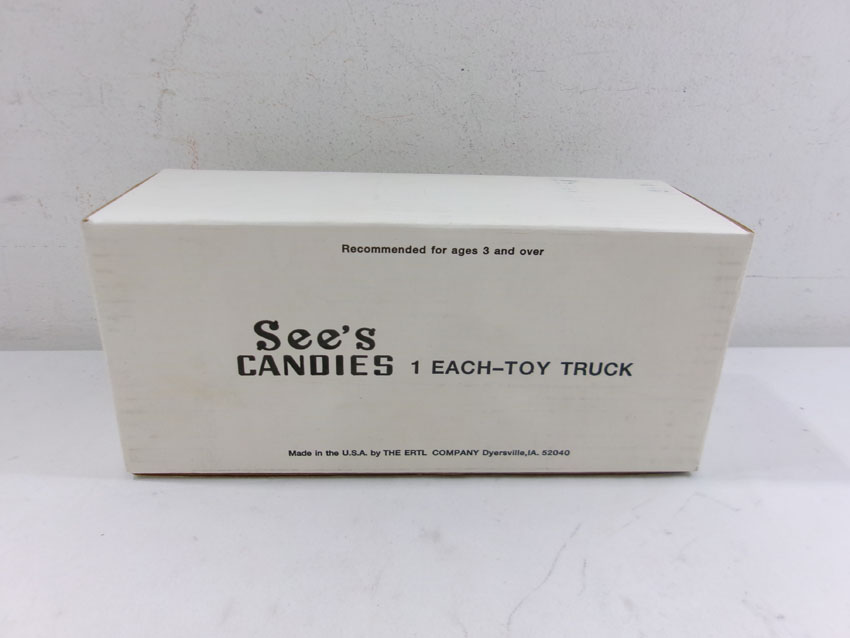 Recommended for ages 3 and over
See's
CANDIES 1 EACH-TOY TRUCK
Made in the U.S.A. by THE ERTL COMPANY Dyersville,IA. 52040